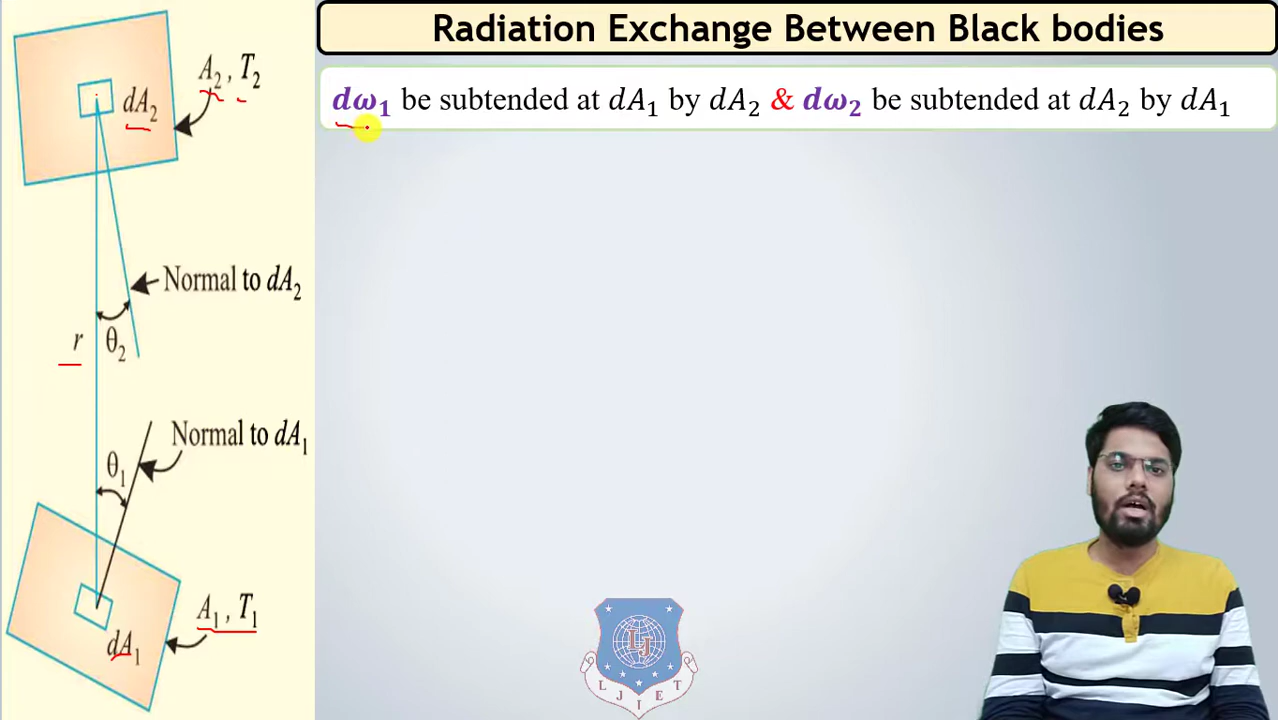 Radiation Exchange Between Black bodies
dω₁ be subtended at dA₁ by dA₂ & dω₂ be subtended at dA₂ by dA₁
A₂ , T₂
dA₂
Normal to dA₂
r
θ₂
Normal to dA₁
θ₁
A₁ , T₁
dA₁
LJ
L J I E T